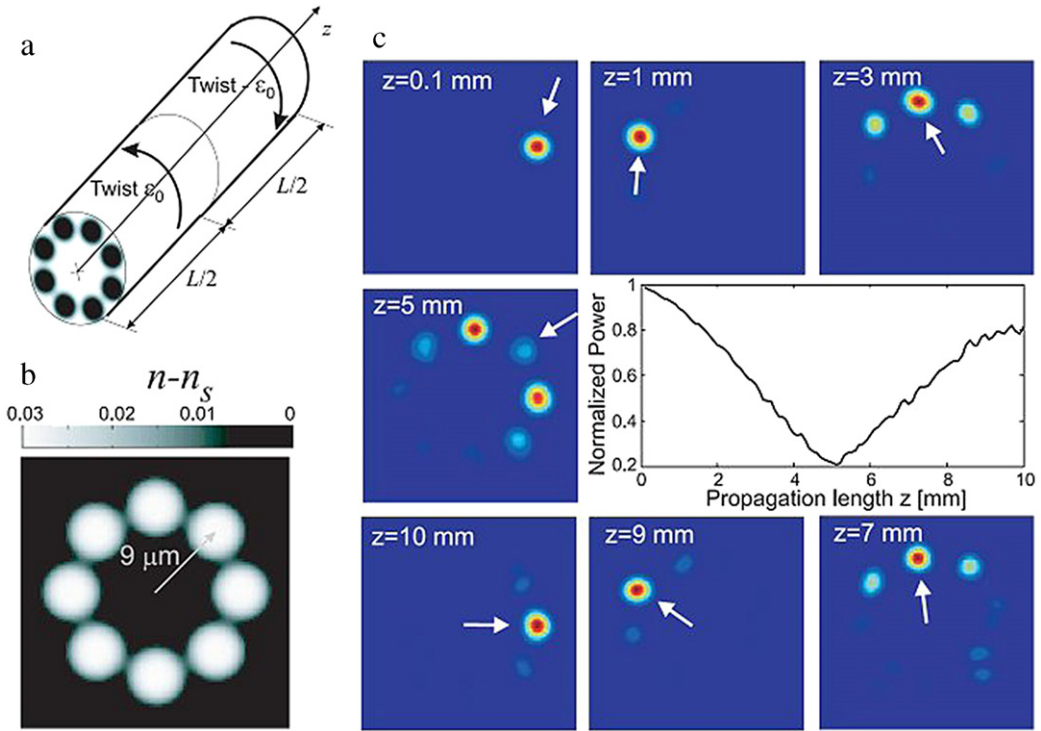 a
z
Twist - ε0
Twist ε0
L/2
L/2
b
n-ns
0.03 0.02 0.01 0
9 μm
c
z=0.1 mm
z=1 mm
z=3 mm
z=5 mm
Normalized Power
1
0.8
0.6
0.4
0.2
0 2 4 6 8 10
Propagation length z [mm]
z=10 mm
z=9 mm
z=7 mm